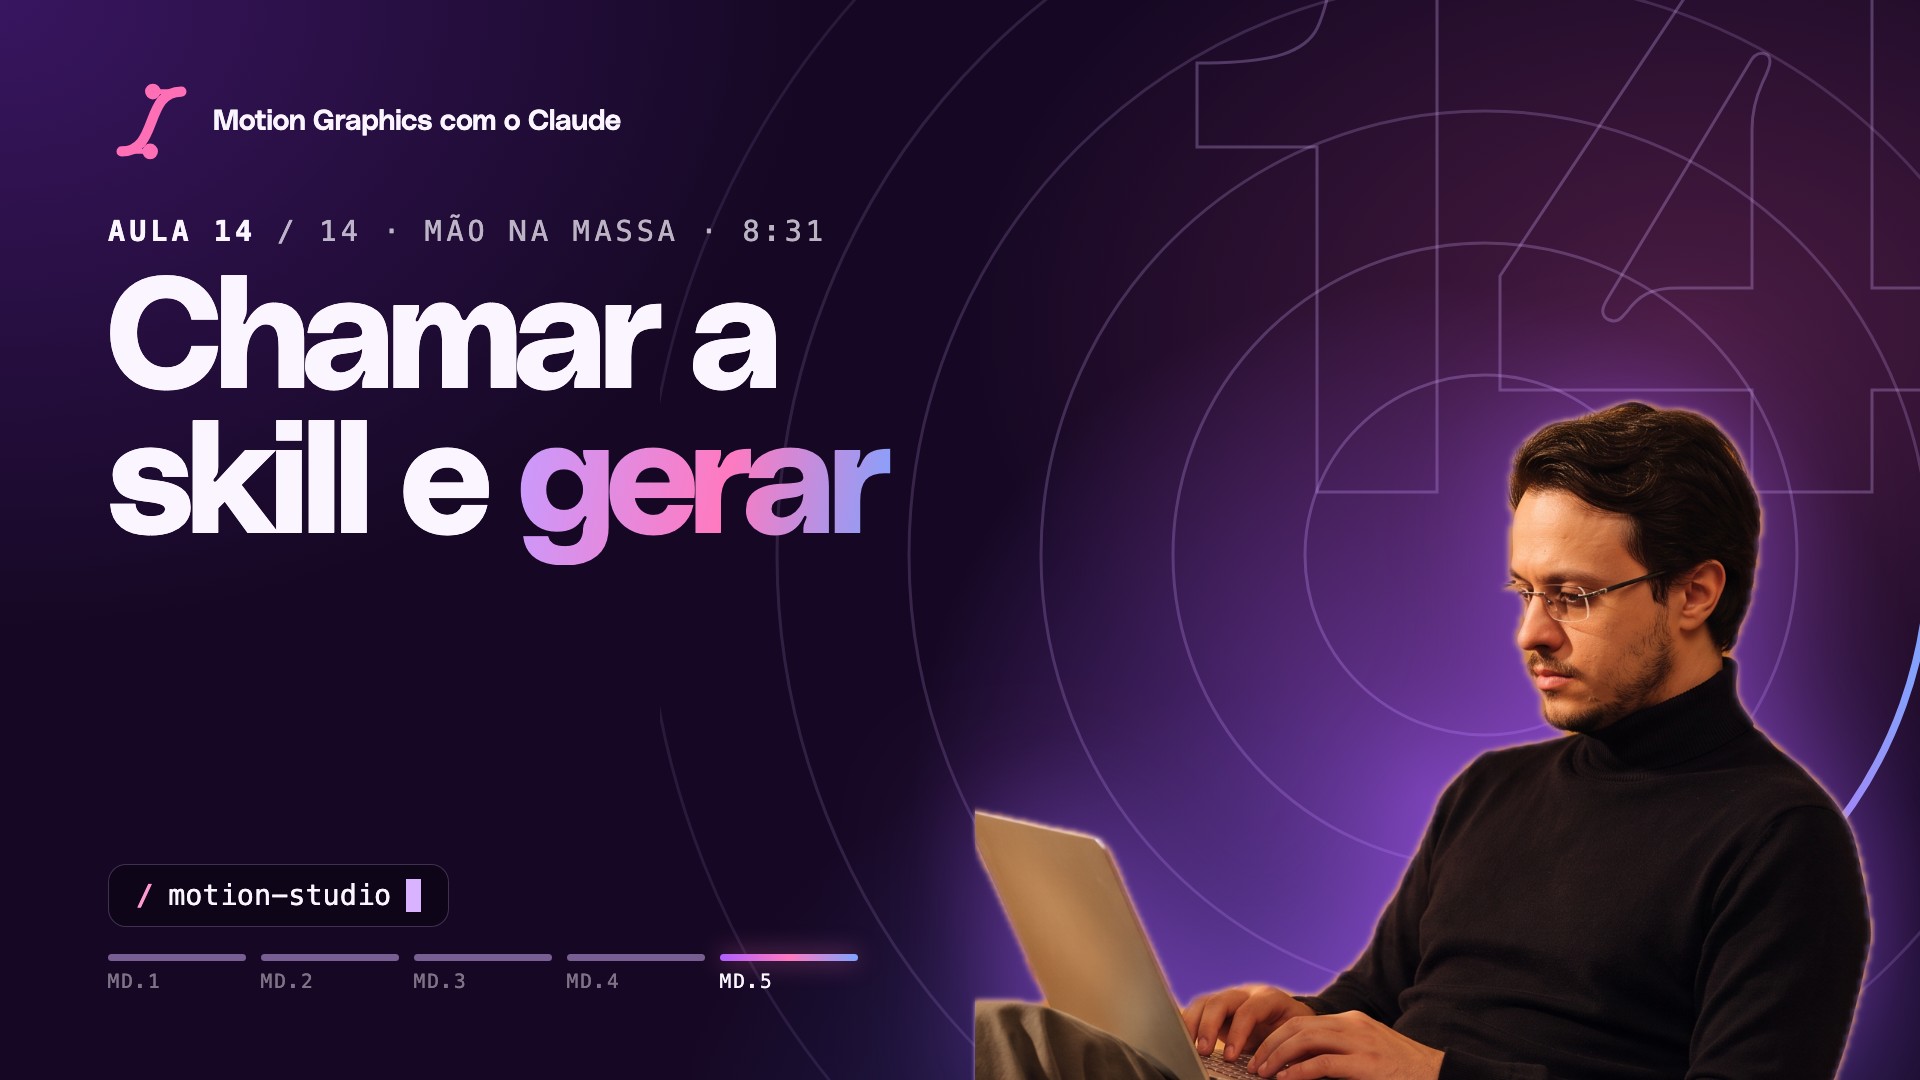 Motion Graphics com o Claude
AULA 14 / 14 · MÃO NA MASSA · 8:31
Chamar a
skill e gerar
14
/ motion-studio
MD.1 MD.2 MD.3 MD.4 MD.5